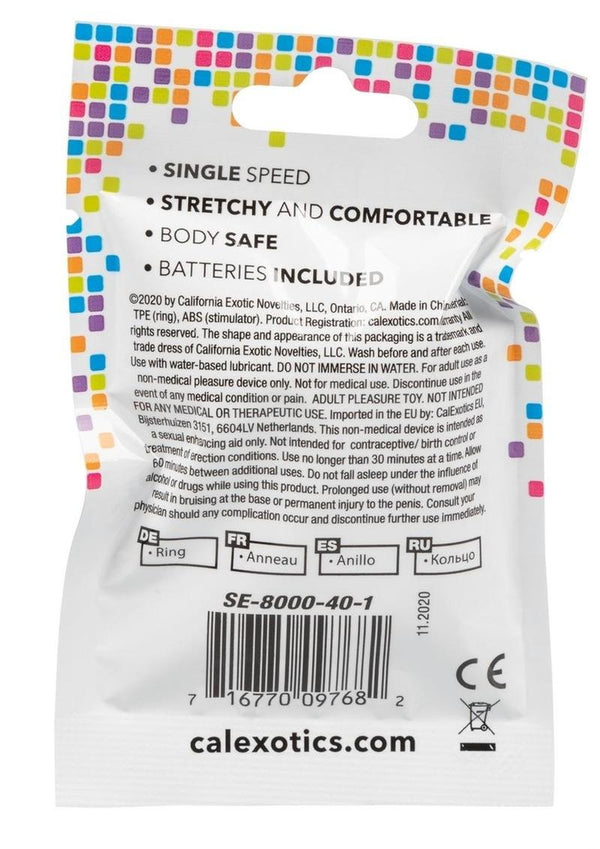 • SINGLE SPEED
• STRETCHY AND COMFORTABLE
• BODY SAFE
• BATTERIES INCLUDED
©2020 by California Exotic Novelties, LLC, Ontario, CA. Made in China
TPE (ring), ABS (stimulator). Product Registration: calexotics.com All
rights reserved. The shape and appearance of this packaging is a trademark and
trade dress of California Exotic Novelties, LLC. Wash before and after each use.
Use with water-based lubricant. DO NOT IMMERSE IN WATER. For adult use as a
non-medical pleasure device only. Not for medical use. Discontinue use in the
event of any medical condition or pain. ADULT PLEASURE TOY. NOT INTENDED
FOR ANY MEDICAL OR THERAPEUTIC USE. Imported in the EU by: CalExotics EU,
Bijsterhuizen 3151, 6604LV Netherlands. This non-medical device is intended as
a sexual enhancing aid only. Not intended for contraceptive/ birth control or
treatment of erection conditions. Use no longer than 30 minutes at a time. Allow
60 minutes between additional uses. Do not fall asleep under the influence of
alcohol or drugs while using this product. Prolonged use (without removal) may
result in bruising at the base or permanent injury to the penis. Consult your
physician should any complication occur and discontinue further use immediately.
DE
• Ring
FR
• Anneau
ES
• Anillo
RU
• Кольцо
SE-8000-40-1
11.2020
7 16770 09768 2
CE
calexotics.com